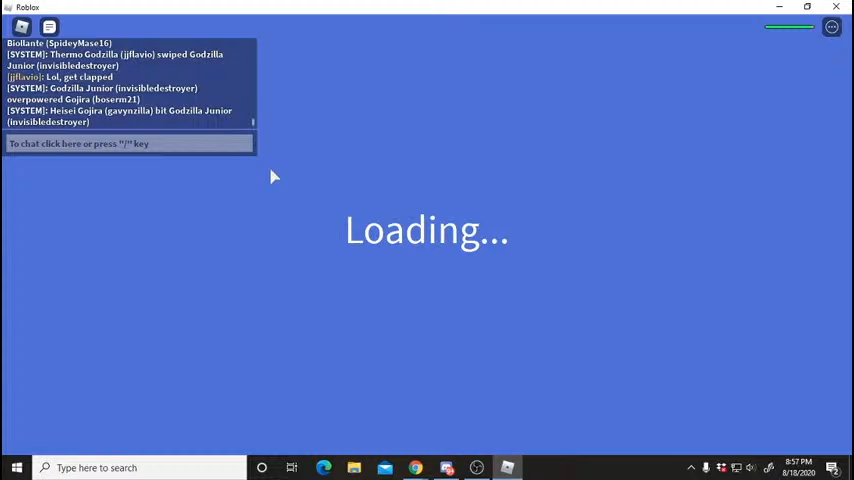 Roblox
Biollante (SpideyMase16)
[SYSTEM]: Thermo Godzilla (jjflavio) swiped Godzilla
Junior (invisibledestroyer)
[jjflavio]: Lol, get clapped
[SYSTEM]: Godzilla Junior (invisibledestroyer)
overpowered Gojira (boserm21)
[SYSTEM]: Heisei Gojira (gavynzilla) bit Godzilla Junior
(invisibledestroyer)
To chat click here or press "/" key
Loading...
Type here to search
8:57 PM
8/18/2020
2